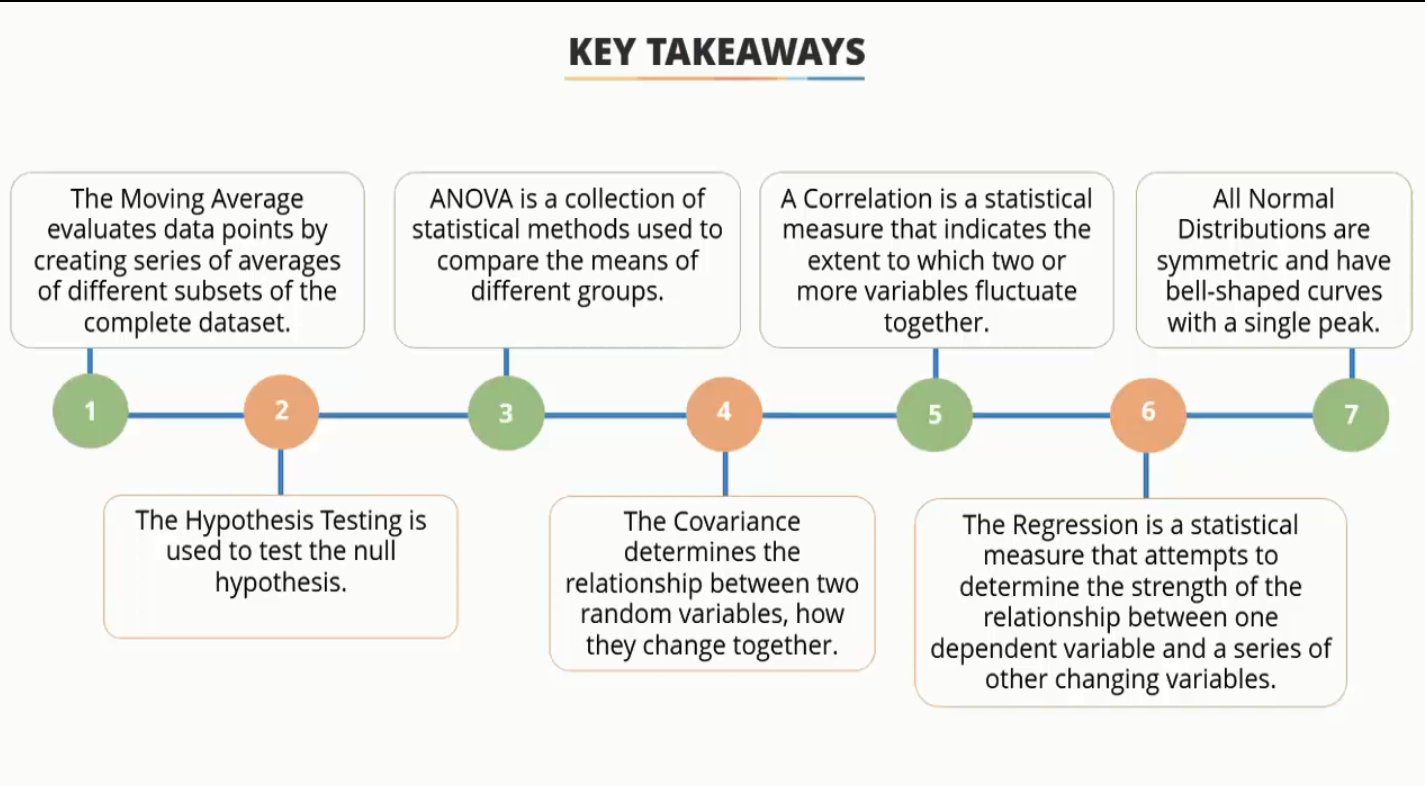 KEY TAKEAWAYS
The Moving Average
evaluates data points by
creating series of averages
of different subsets of the
complete dataset.
ANOVA is a collection of
statistical methods used to
compare the means of
different groups.
A Correlation is a statistical
measure that indicates the
extent to which two or
more variables fluctuate
together.
All Normal
Distributions are
symmetric and have
bell-shaped curves
with a single peak.
1
2
3
4
5
6
7
The Hypothesis Testing is
used to test the null
hypothesis.
The Covariance
determines the
relationship between two
random variables, how
they change together.
The Regression is a statistical
measure that attempts to
determine the strength of the
relationship between one
dependent variable and a series of
other changing variables.